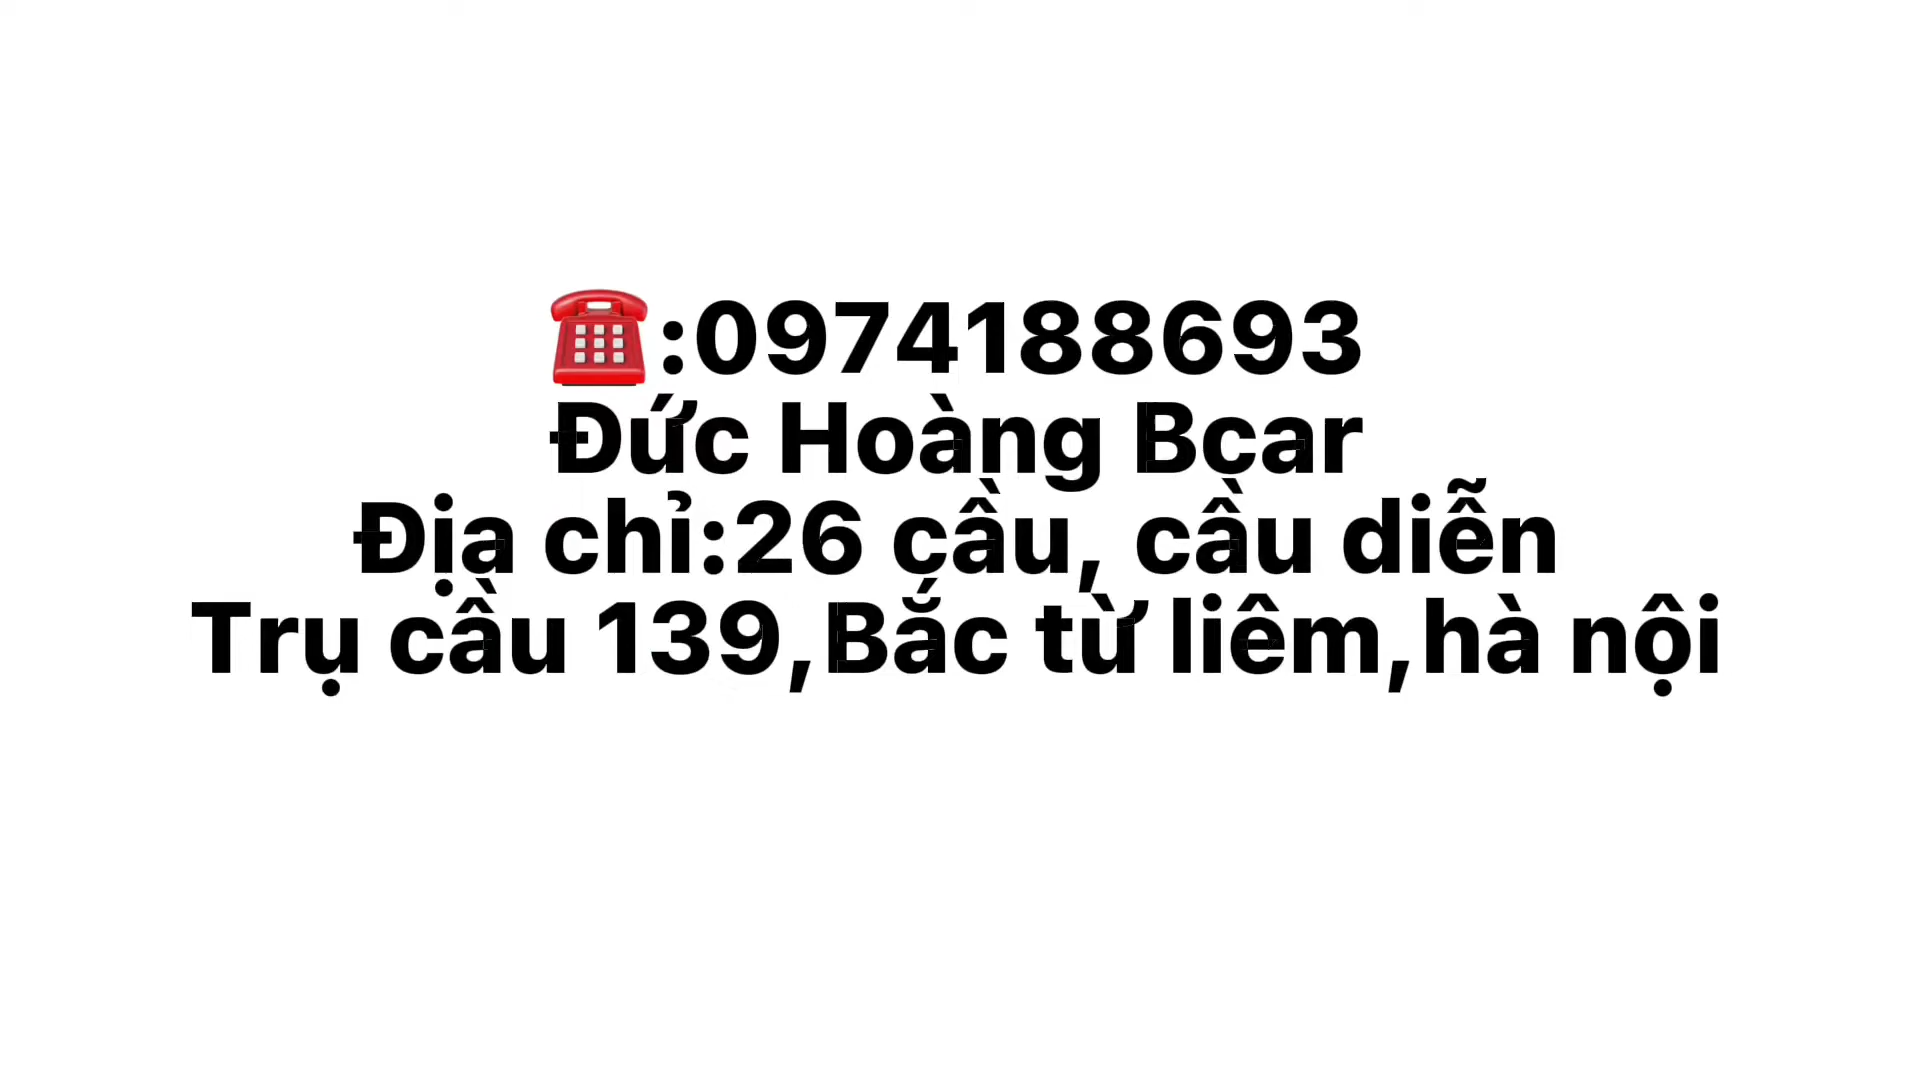 ☎️:0974188693
Đức Hoàng Bcar
Địa chỉ:26 cầu, cầu diễn
Trụ cầu 139,Bắc từ liêm,hà nội